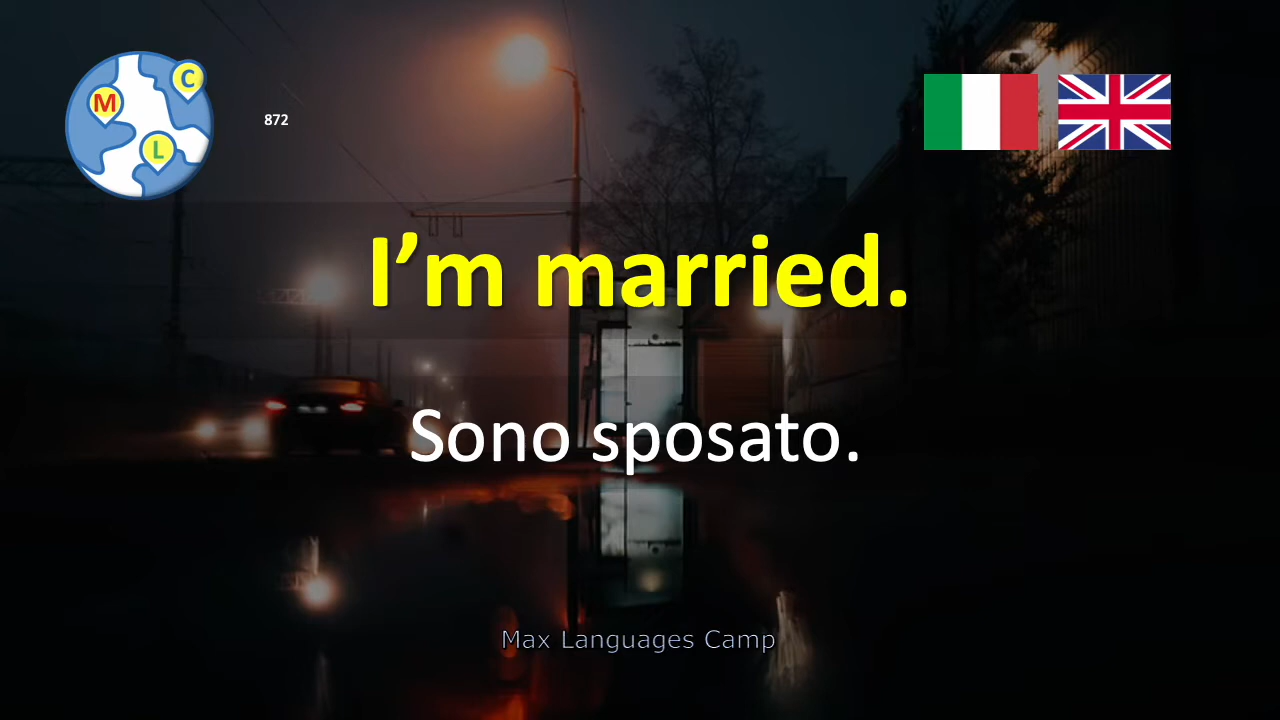 M
C
L
872
I’m married.
Sono sposato.
Max Languages Camp